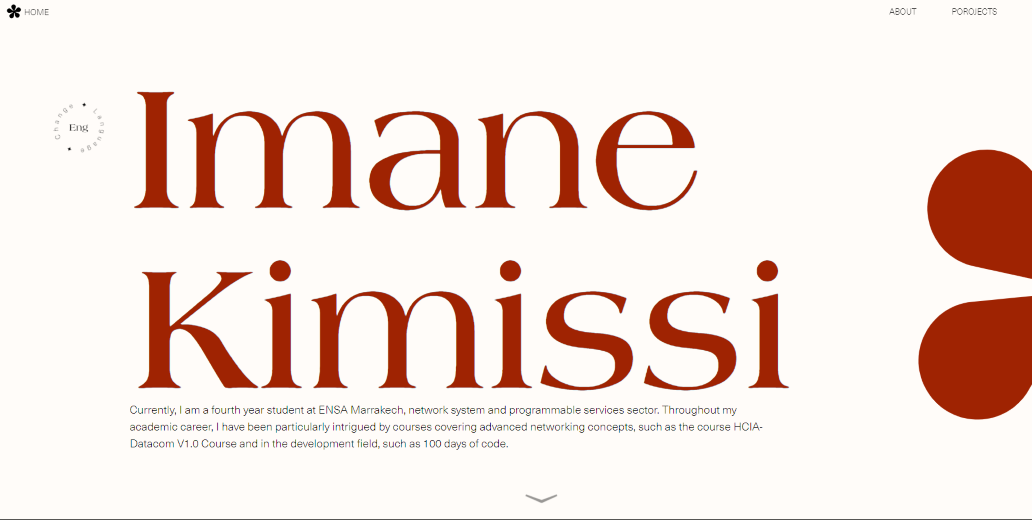 HOME
ABOUT
POROJECTS
Change Language
Eng
Imane
Kimissi
Currently, I am a fourth year student at ENSA Marrakech, network system and programmable services sector. Throughout my
academic career, I have been particularly intrigued by courses covering advanced networking concepts, such as the course HCIA-
Datacom V1.0 Course and in the development field, such as 100 days of code.